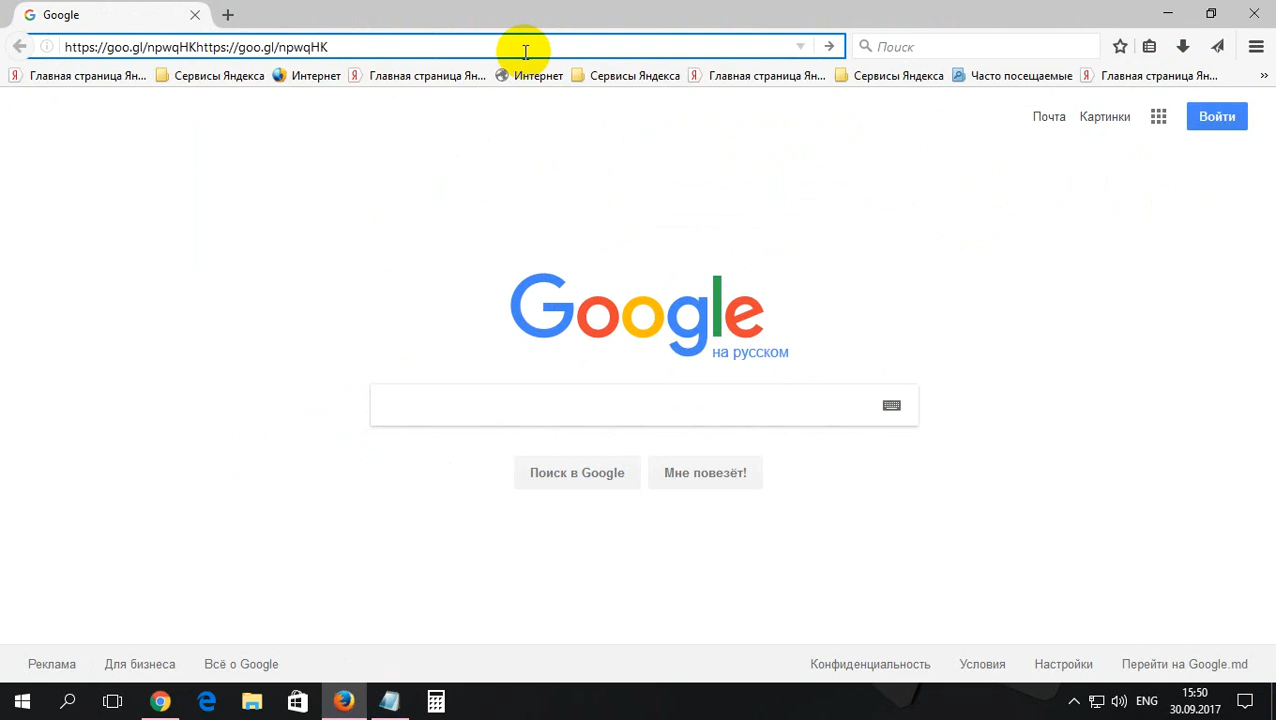 Google
https://goo.gl/npwqHKhttps://goo.gl/npwqHK
Поиск
Главная страница Ян... Сервисы Яндекса Интернет Главная страница Ян... Интернет Сервисы Яндекса Главная страница Ян... Сервисы Яндекса Часто посещаемые Главная страница Ян...
Почта Картинки Войти
Google
на русском
Поиск в Google Мне повезёт!
Реклама Для бизнеса Всё о Google Конфиденциальность Условия Настройки Перейти на Google.md
ENG
15:50
30.09.2017